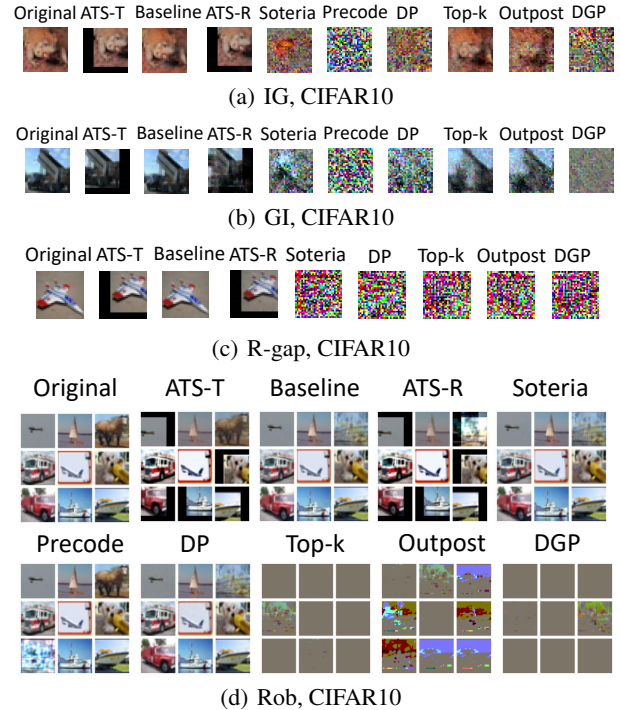 Original ATS-T Baseline ATS-R Soteria Precode DP Top-k Outpost DGP
(a) IG, CIFAR10
Original ATS-T Baseline ATS-R Soteria Precode DP Top-k Outpost DGP
(b) GI, CIFAR10
Original ATS-T Baseline ATS-R Soteria DP Top-k Outpost DGP
(c) R-gap, CIFAR10
Original ATS-T Baseline ATS-R Soteria
Precode DP Top-k Outpost DGP
(d) Rob, CIFAR10